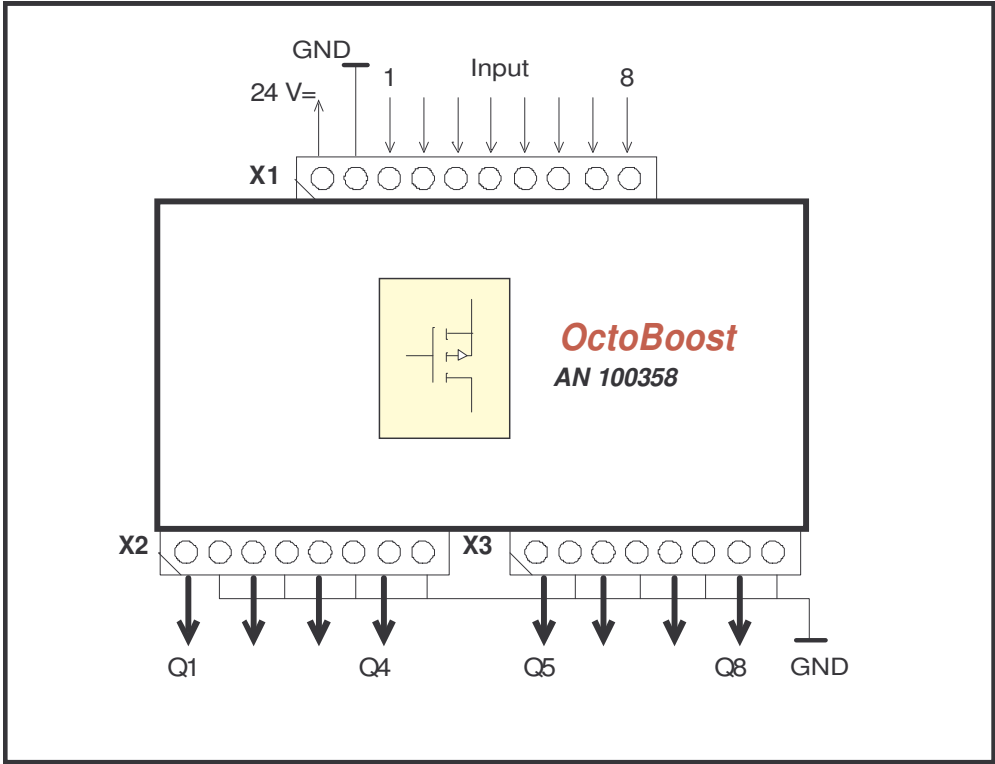 GND
Input
1
8
24 V=
X1
OctoBoost
AN 100358
X2
X3
Q1
Q4
Q5
Q8
GND